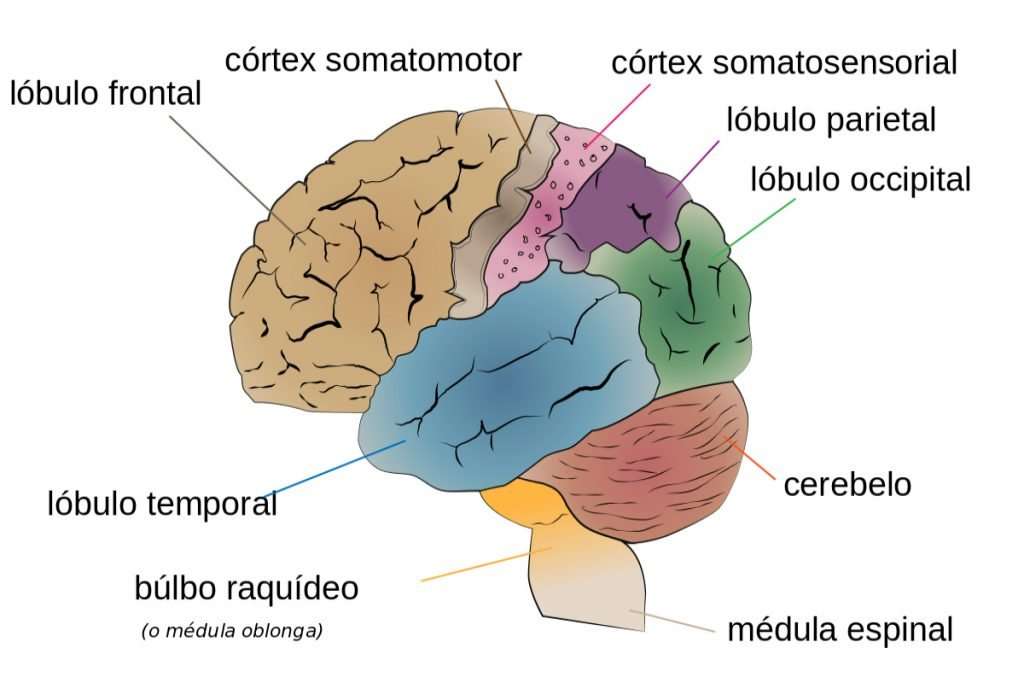 córtex somatomotor
córtex somatosensorial
lóbulo frontal
lóbulo parietal
lóbulo occipital
lóbulo temporal
cerebelo
búlbo raquídeo
(o médula oblonga)
médula espinal